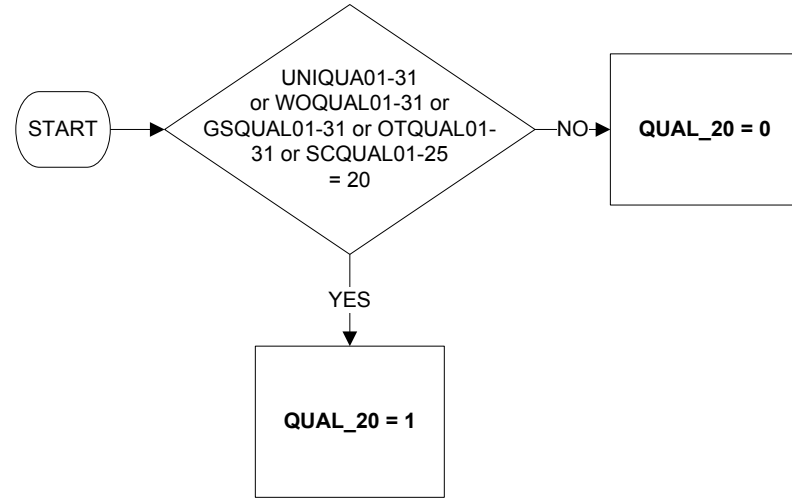 UNIQUA01-31
or WOQUAL01-31 or
GSQUAL01-31 or OTQUAL01-
31 or SCQUAL01-25
= 20
START
NO
QUAL_20 = 0
YES
QUAL_20 = 1